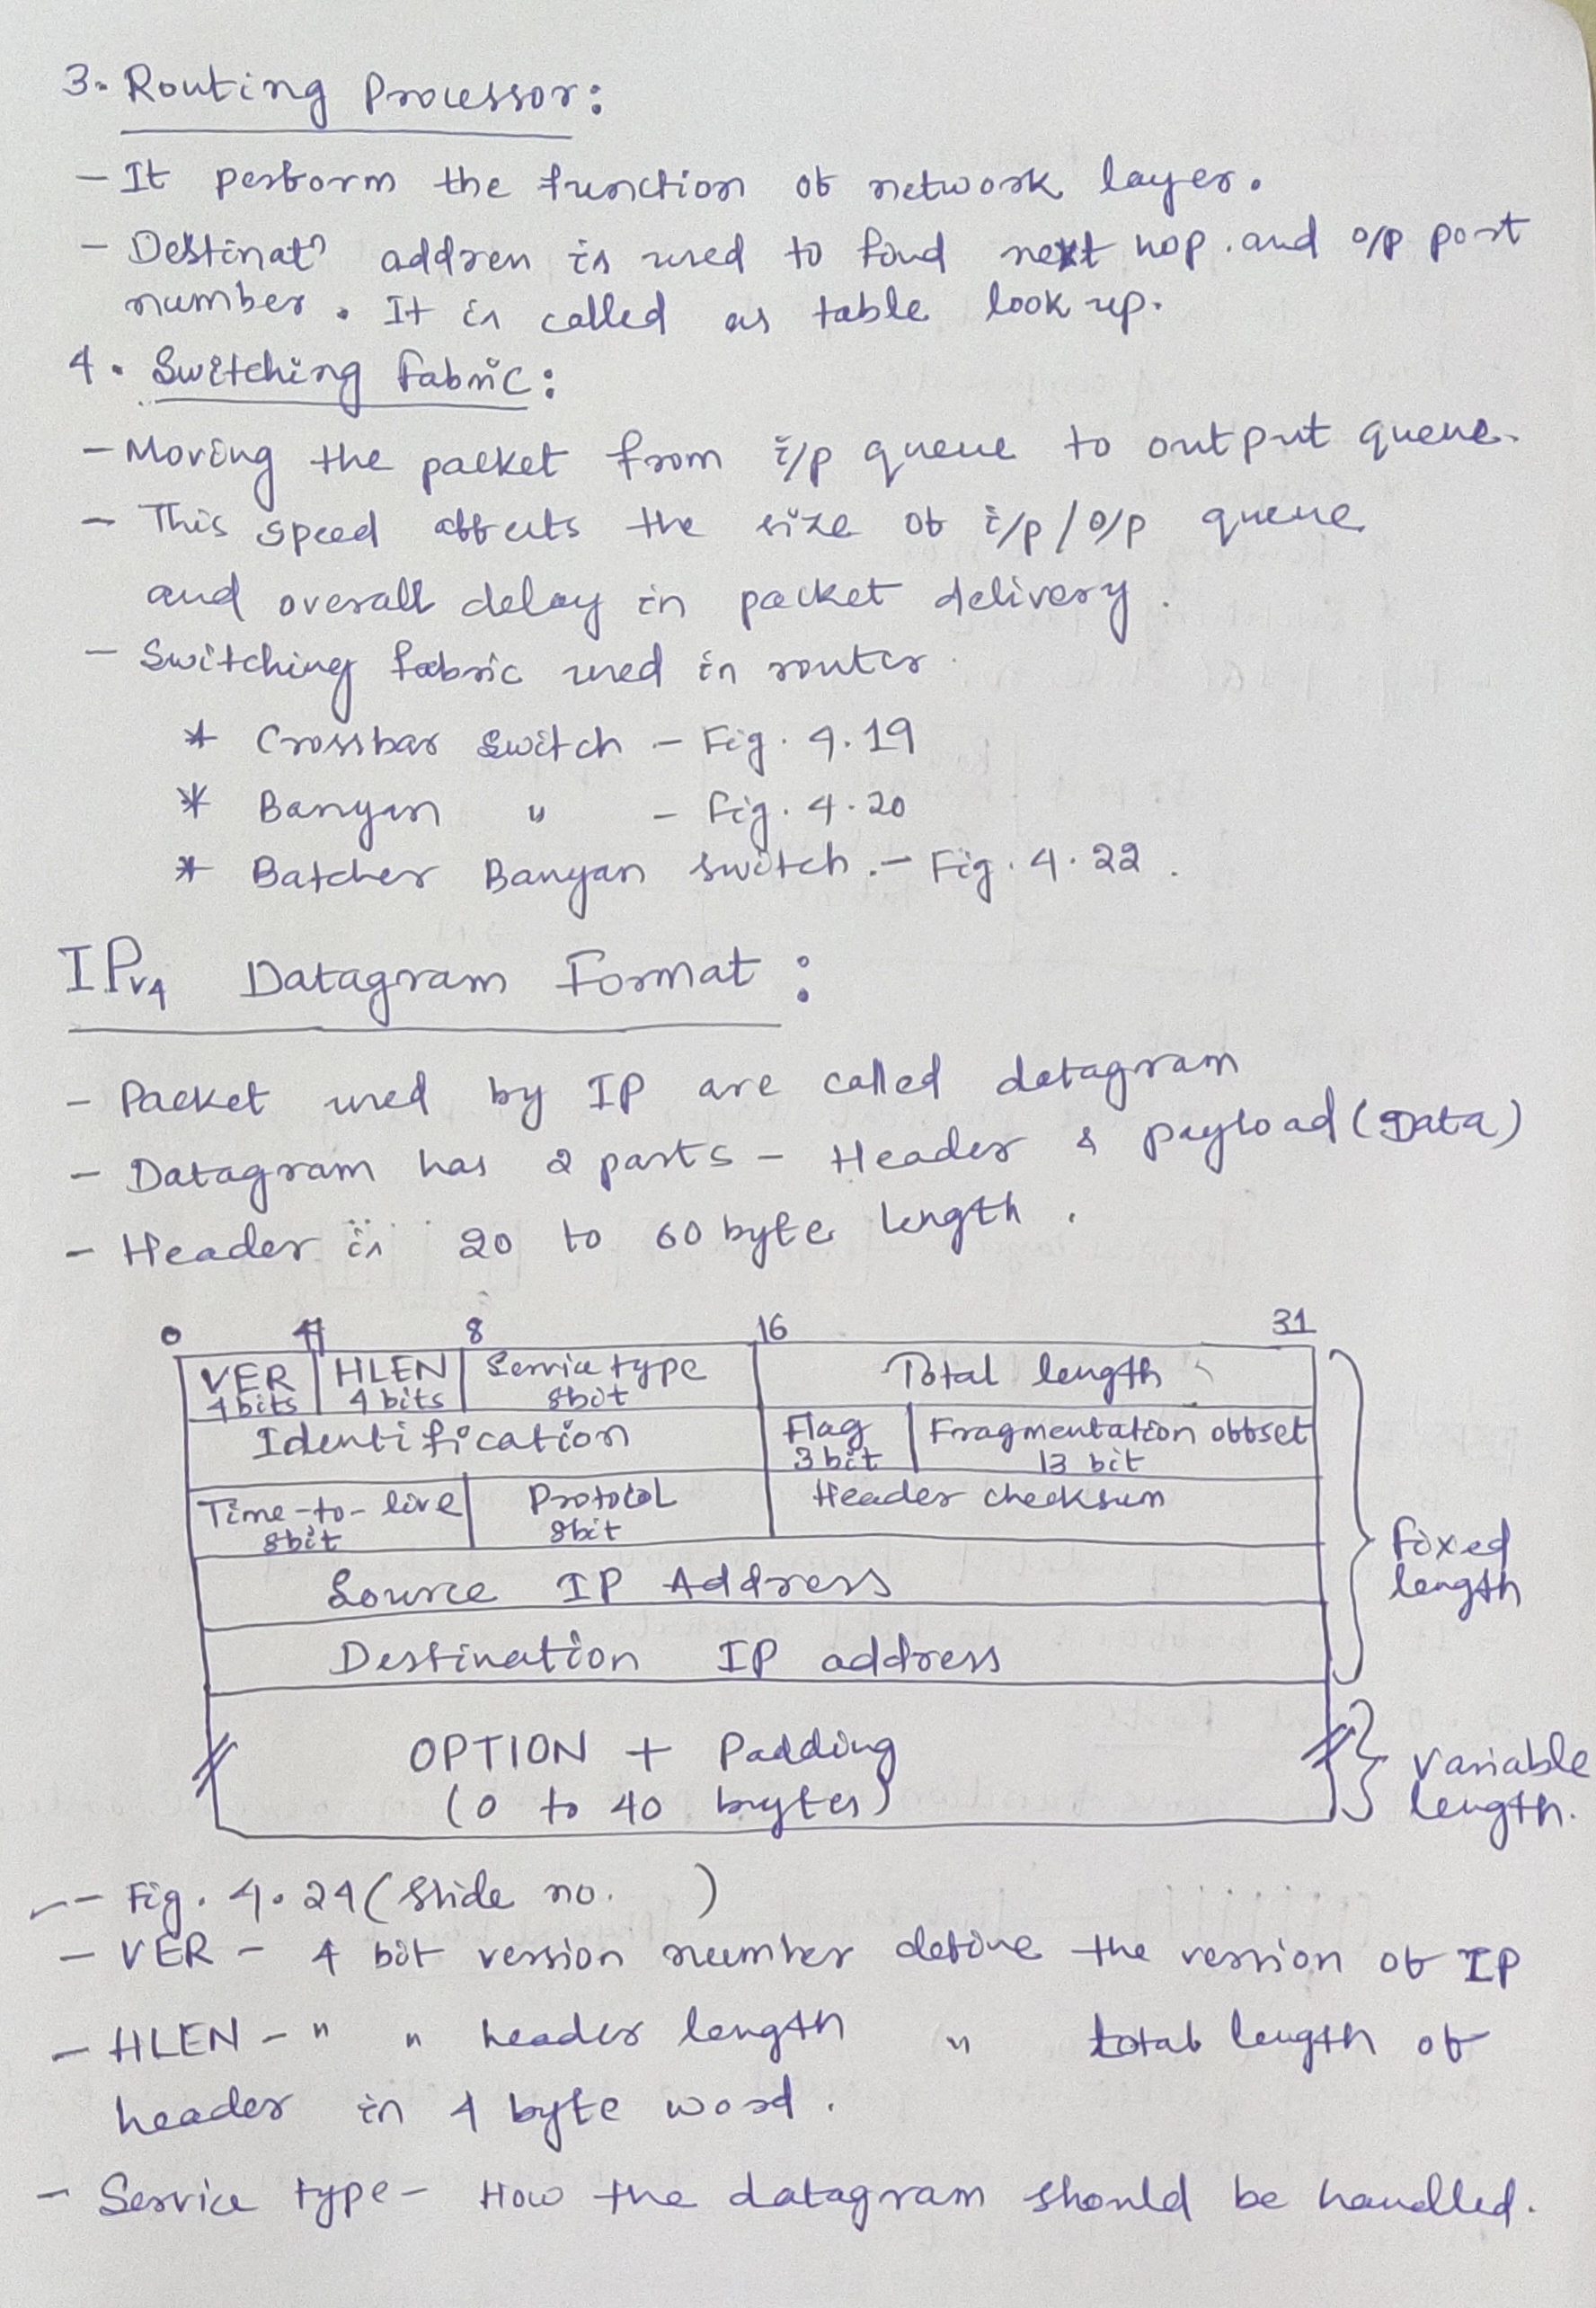 3. Routing Processor:
- It perform the function of network layer.
- Destinatn address is used to find next hop. and o/p port
number. It is called as table look up.
4. Switching Fabric:
- Moving the packet from i/p queue to output queue.
- This speed affects the size of i/p / o/p queue
and overall delay in packet delivery.
- Switching fabric used in router
* Crossbar Switch - Fig. 4.19
* Banyan " - Fig. 4.20
* Batcher Banyan switch. - Fig. 4.22.
IPv4 Datagram Format:
- Packet used by IP are called datagram
- Datagram has 2 parts - Header & payload (Data)
- Header is 20 to 60 byte length.
0 4 8 16 31
VER 4 bits HLEN 4 bits Service type 8bit Total length
Identification Flag 3 bit Fragmentation offset 13 bit
Time-to-live 8bit Protocol 8bit Header checksum
Source IP Address
Destination IP address
Fixed
length
OPTION + Padding
(0 to 40 bytes)
Variable
length.
-- Fig. 4.24 (Slide no. )
- VER - 4 bit version number define the version of IP
- HLEN - " " header length " total length of
header in 4 byte word.
- Service type - How the datagram should be handled.